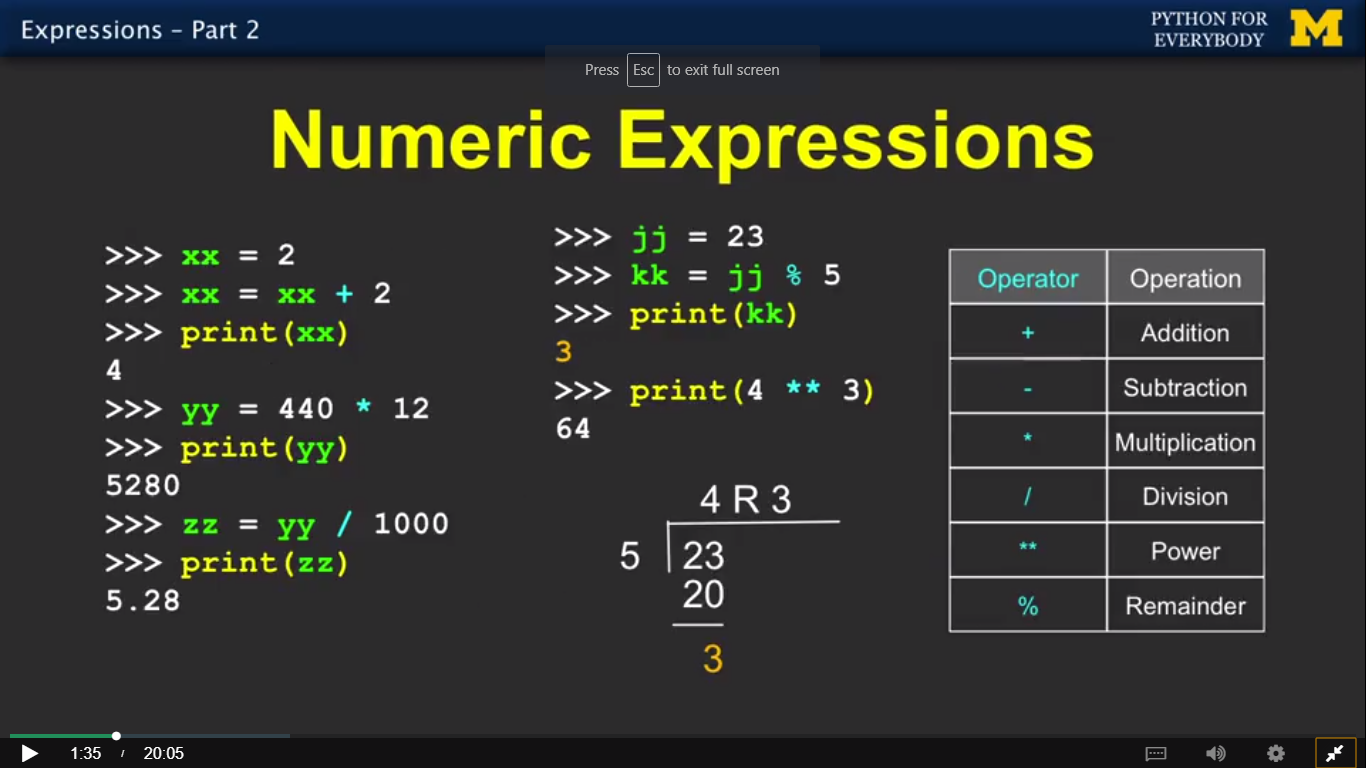 Expressions – Part 2
PYTHON FOR
EVERYBODY
M
Press Esc to exit full screen
Numeric Expressions
>>> xx = 2
>>> xx = xx + 2
>>> print(xx)
4
>>> yy = 440 * 12
>>> print(yy)
5280
>>> zz = yy / 1000
>>> print(zz)
5.28
>>> jj = 23
>>> kk = jj % 5
>>> print(kk)
3
>>> print(4 ** 3)
64
4 R 3
5 23
20
3
Operator Operation
+ Addition
- Subtraction
* Multiplication
/ Division
** Power
% Remainder
1:35 / 20:05